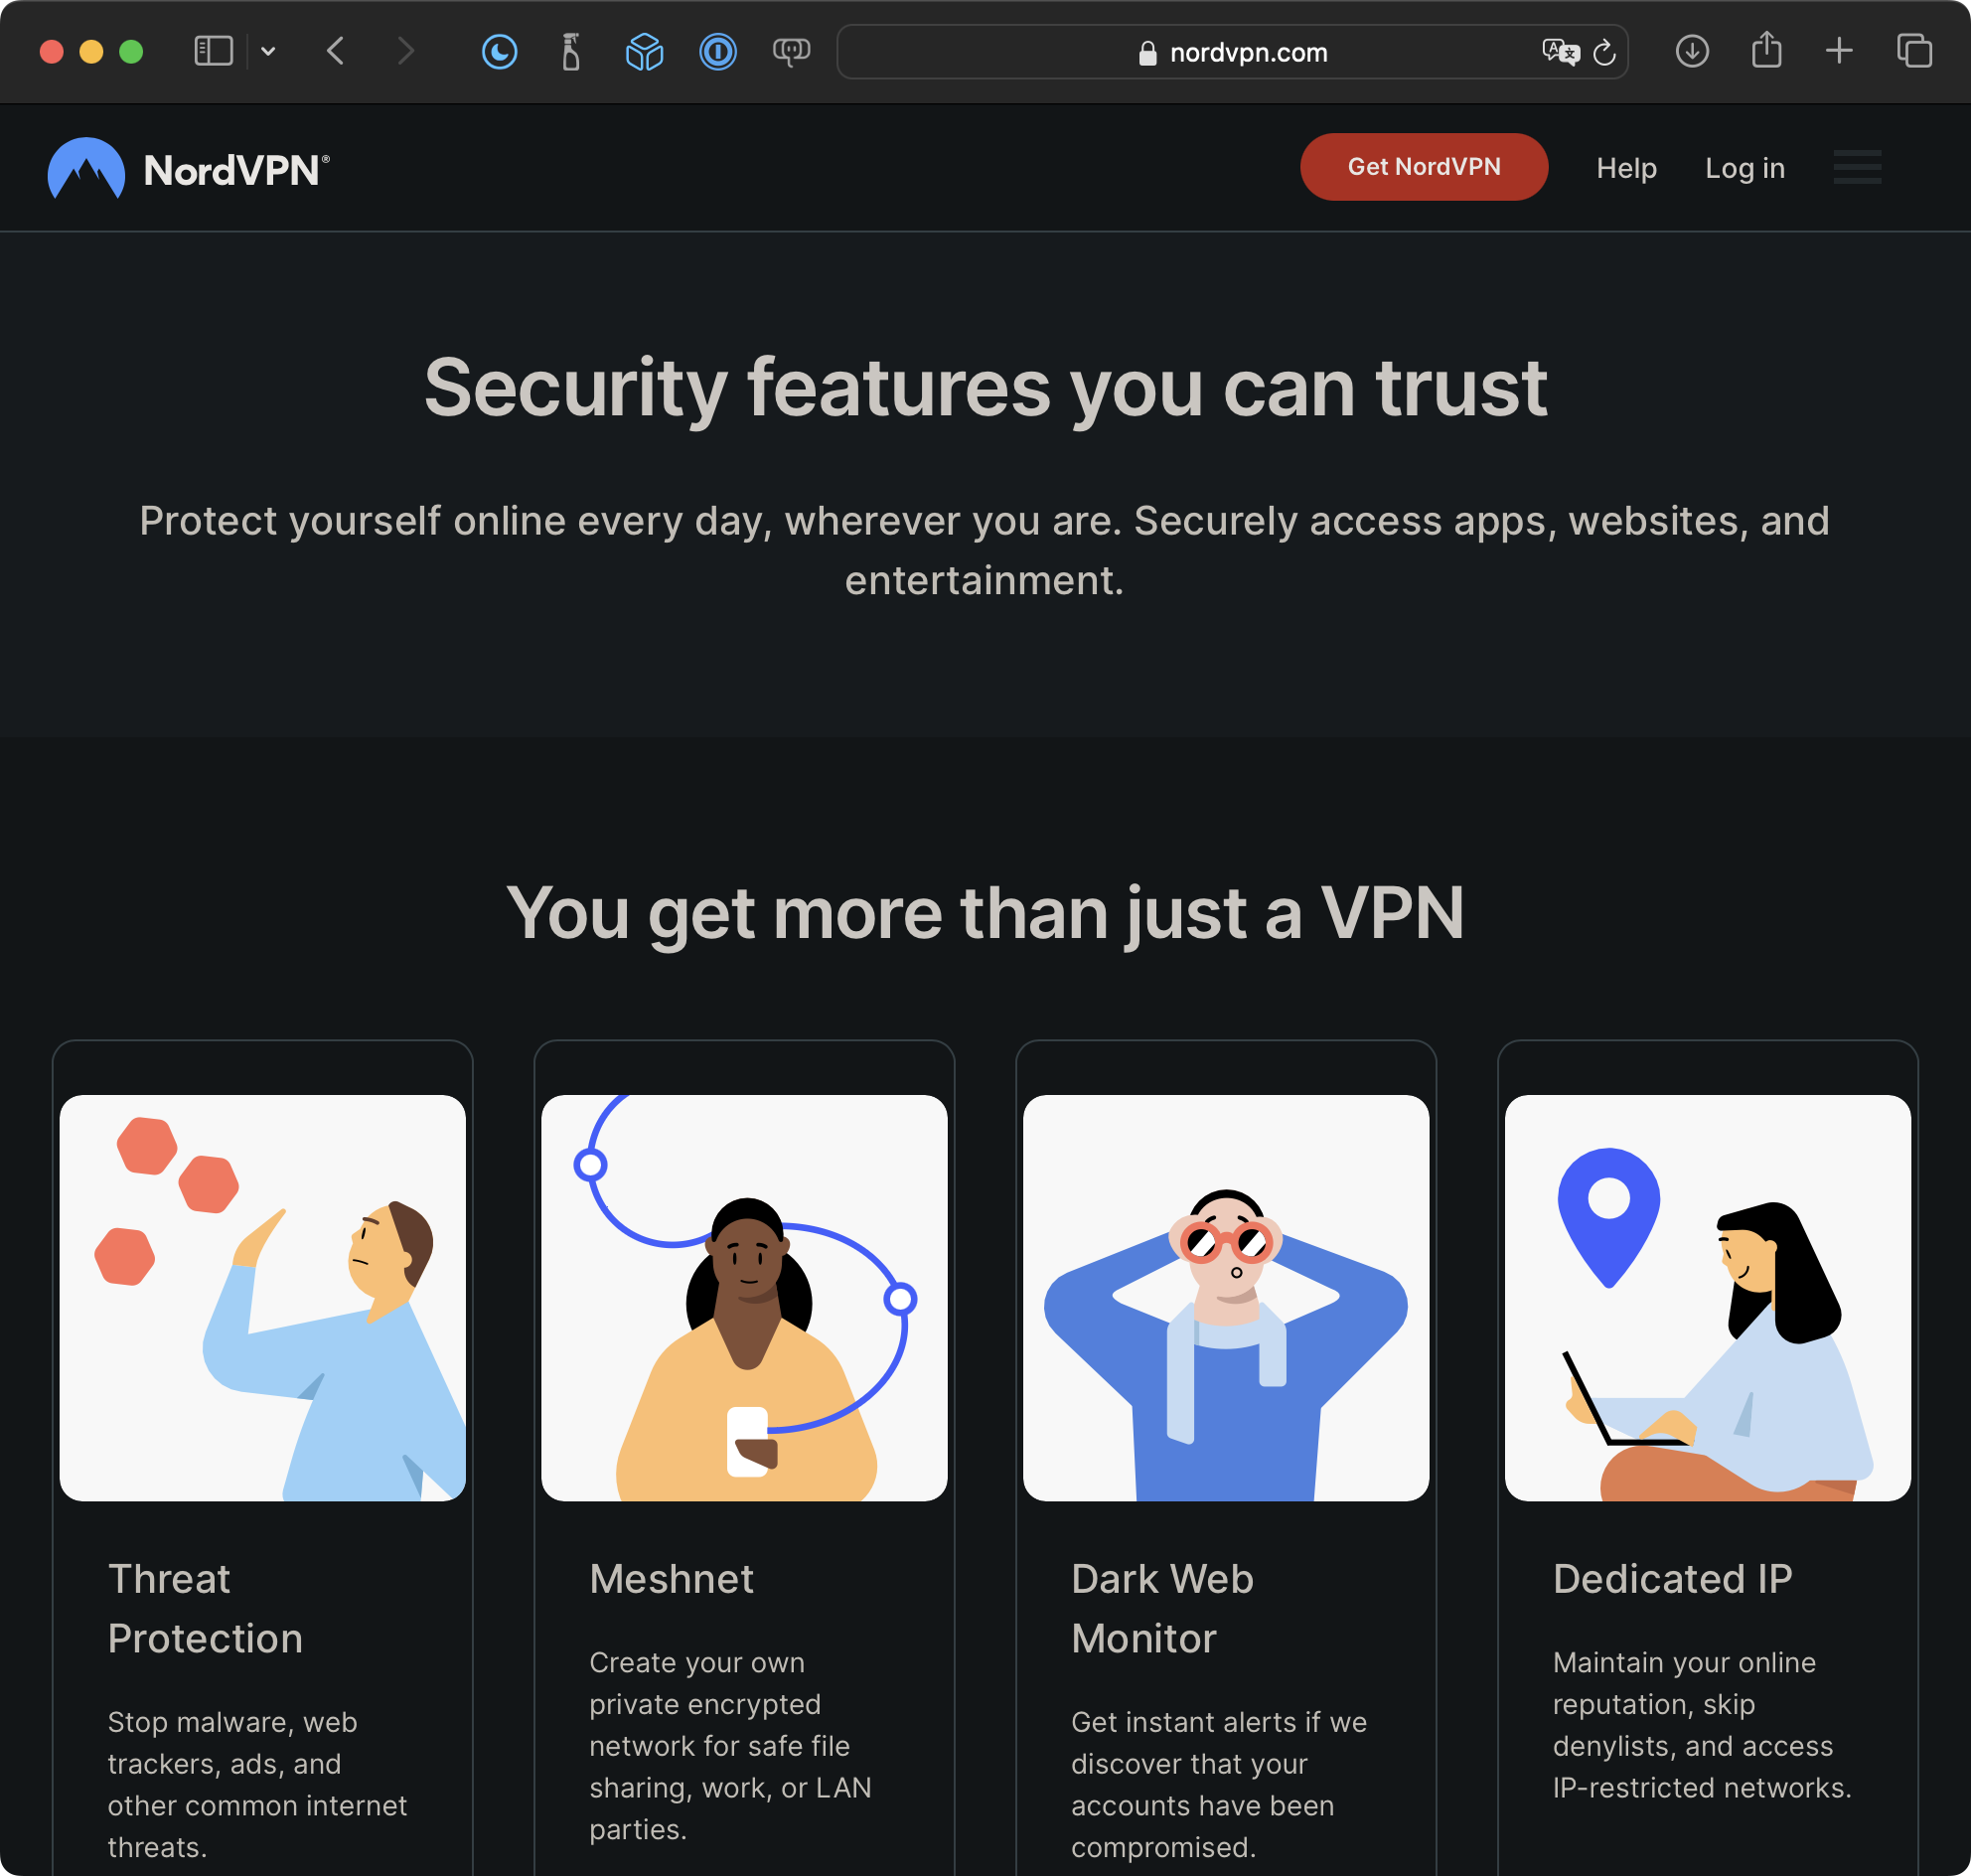 nordvpn.com
NordVPN®
Get NordVPN
Help
Log in
Security features you can trust
Protect yourself online every day, wherever you are. Securely access apps, websites, and
entertainment.
You get more than just a VPN
Threat
Protection
Stop malware, web
trackers, ads, and
other common internet
threats.
Meshnet
Create your own
private encrypted
network for safe file
sharing, work, or LAN
parties.
Dark Web
Monitor
Get instant alerts if we
discover that your
accounts have been
compromised.
Dedicated IP
Maintain your online
reputation, skip
denylists, and access
IP-restricted networks.